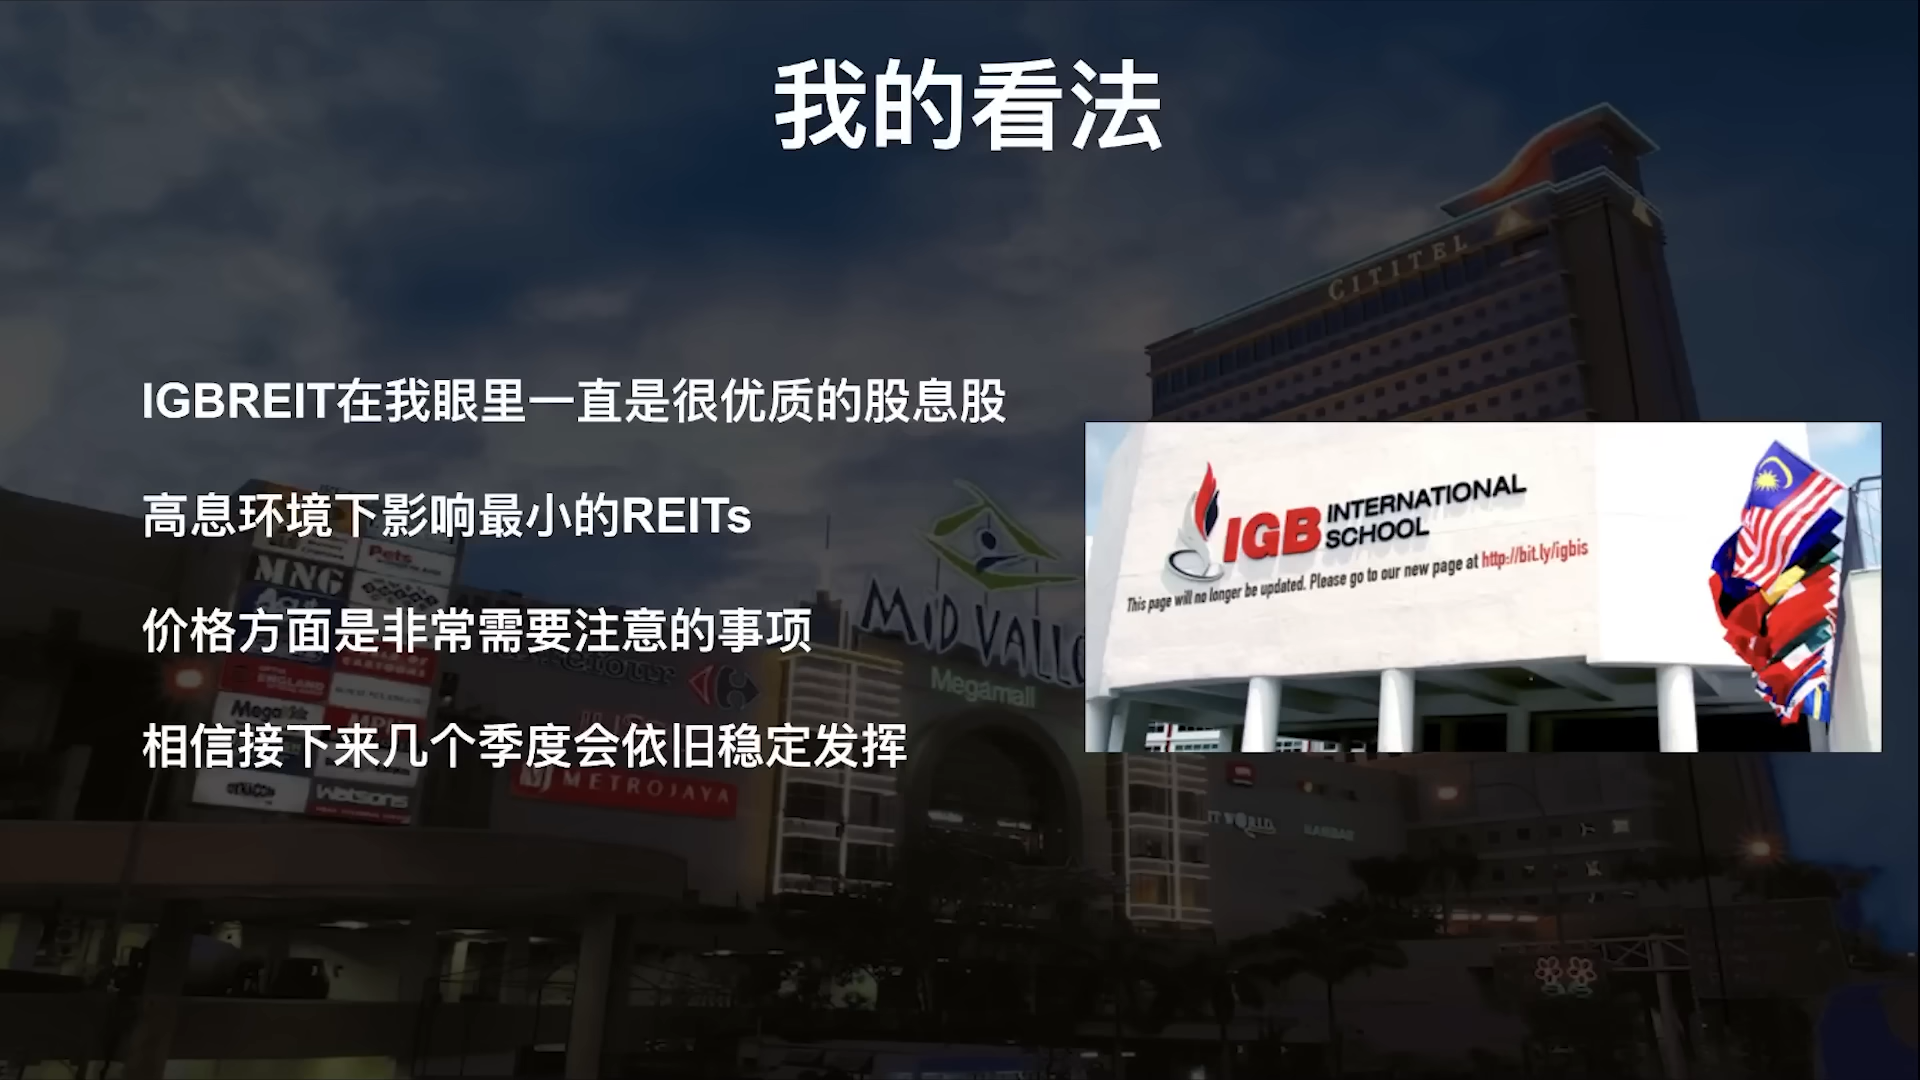 我的看法
CITITEL
IGBREIT在我眼里一直是很优质的股息股
高息环境下影响最小的REITs
价格方面是非常需要注意的事项
相信接下来几个季度会依旧稳定发挥
IGB INTERNATIONAL
SCHOOL
This page will no longer be updated. Please go to our new page at http://bit.ly/igbis
Pets
MNG
MID VALL
Megamall
ENGLAND
METROJAYA
watsons
IT WORLD